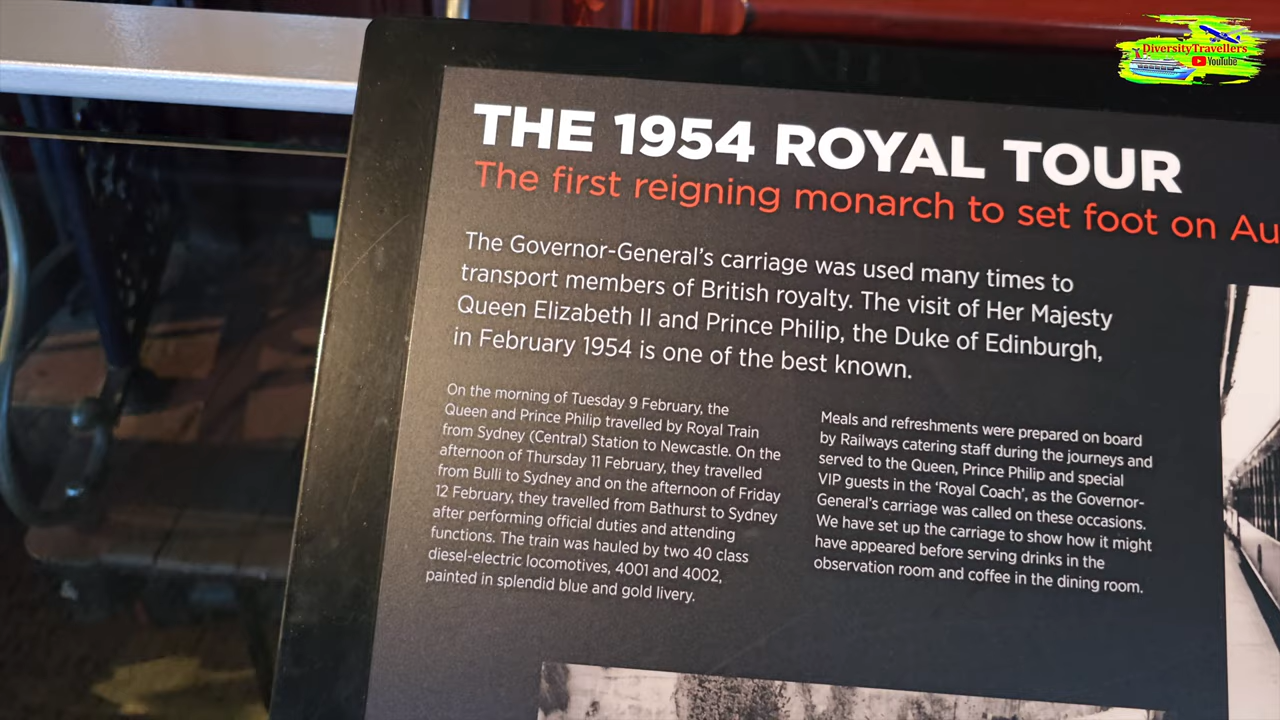 DiversityTravellers
YouTube
THE 1954 ROYAL TOUR
The first reigning monarch to set foot on Au
The Governor-General's carriage was used many times to
transport members of British royalty. The visit of Her Majesty
Queen Elizabeth II and Prince Philip, the Duke of Edinburgh,
in February 1954 is one of the best known.
On the morning of Tuesday 9 February, the
Queen and Prince Philip travelled by Royal Train
from Sydney (Central) Station to Newcastle. On the
afternoon of Thursday 11 February, they travelled
from Bulli to Sydney and on the afternoon of Friday
12 February, they travelled from Bathurst to Sydney
after performing official duties and attending
functions. The train was hauled by two 40 class
diesel-electric locomotives, 4001 and 4002,
painted in splendid blue and gold livery.
Meals and refreshments were prepared on board
by Railways catering staff during the journeys and
served to the Queen, Prince Philip and special
VIP guests in the 'Royal Coach', as the Governor-
General's carriage was called on these occasions.
We have set up the carriage to show how it might
have appeared before serving drinks in the
observation room and coffee in the dining room.